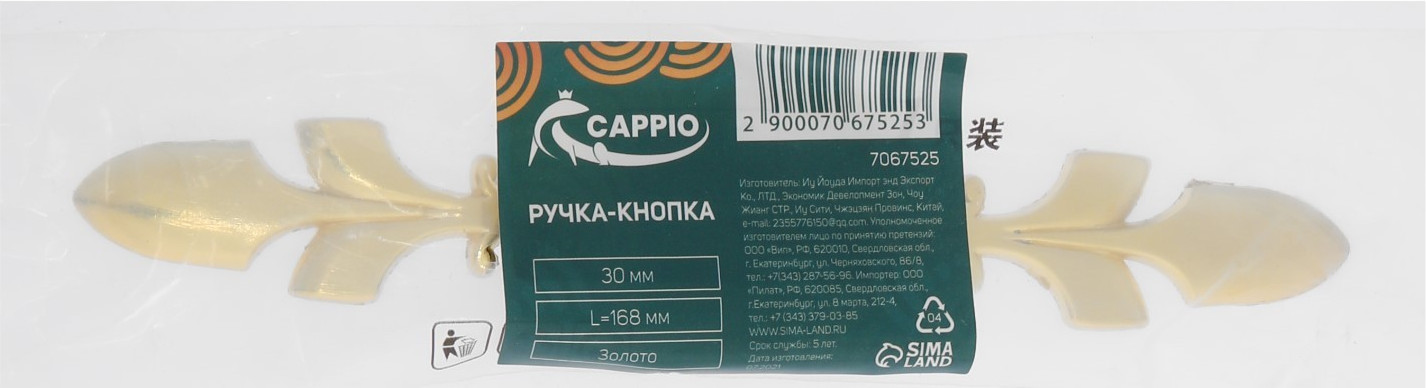 CAPPIO
РУЧКА-КНОПКА
30 мм
L=168 мм
Золото
2 900070 675253
装
7067525
Изготовитель: Иу Йоуда Импорт энд Экспорт
Ко., ЛТД., Экономик Девелопмент Зон, Чоу
Жианг СТР., Иу Сити, Чжэцзян Провинс, Китай,
e-mail: 2355776150@qq.com. Уполномоченное
изготовителем лицо по принятию претензий:
ООО «Вип», РФ, 620010, Свердловская обл.,
г. Екатеринбург, ул. Черняховского, 86/8,
тел.: +7(343) 287-56-96. Импортер: ООО
«Пилат», РФ, 620085, Свердловская обл.,
г.Екатеринбург, ул. 8 марта, 212-4,
тел.: +7 (343) 379-03-85
WWW.SIMA-LAND.RU
Срок службы: 5 лет.
Дата изготовления:
07.2021
04
SIMA
LAND